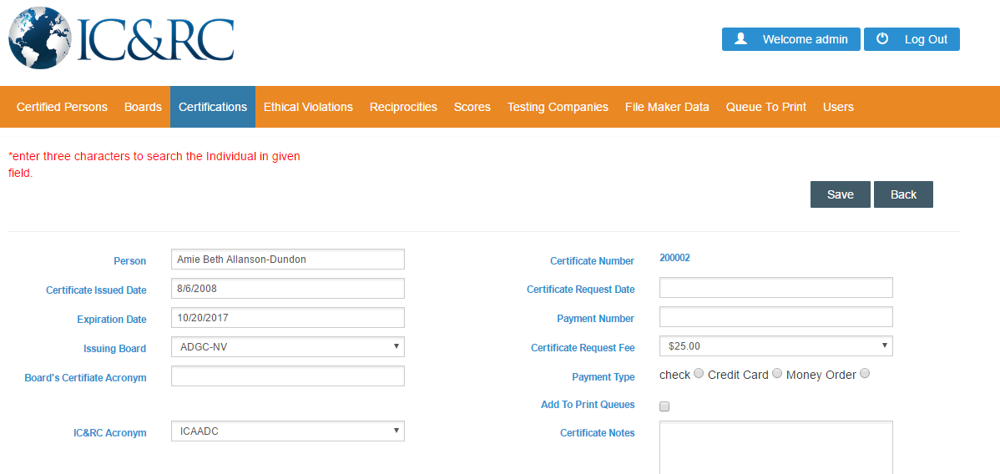 IC&RC
Welcome admin
Log Out
Certified Persons Boards Certifications Ethical Violations Reciprocities Scores Testing Companies File Maker Data Queue To Print Users
*enter three characters to search the Individual in given
field.
Save Back
Person Amie Beth Allanson-Dundon
Certificate Issued Date 8/6/2008
Expiration Date 10/20/2017
Issuing Board ADGC-NV
Board's Certifiate Acronym
IC&RC Acronym ICAADC
Certificate Number 200002
Certificate Request Date
Payment Number
Certificate Request Fee $25.00
Payment Type check Credit Card Money Order
Add To Print Queues
Certificate Notes